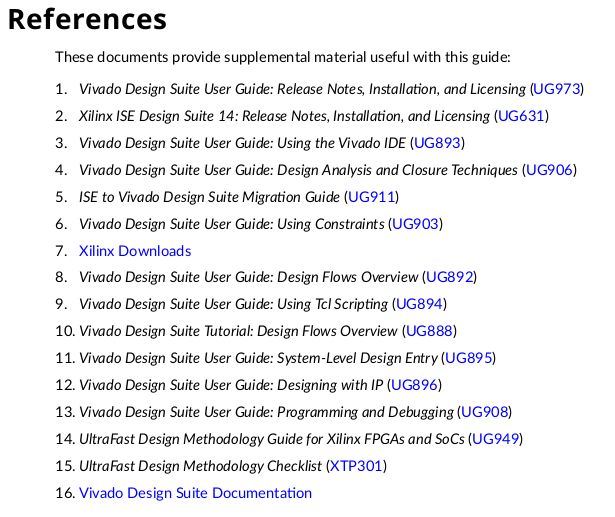 References
These documents provide supplemental material useful with this guide:
1. Vivado Design Suite User Guide: Release Notes, Installation, and Licensing (UG973)
2. Xilinx ISE Design Suite 14: Release Notes, Installation, and Licensing (UG631)
3. Vivado Design Suite User Guide: Using the Vivado IDE (UG893)
4. Vivado Design Suite User Guide: Design Analysis and Closure Techniques (UG906)
5. ISE to Vivado Design Suite Migration Guide (UG911)
6. Vivado Design Suite User Guide: Using Constraints (UG903)
7. Xilinx Downloads
8. Vivado Design Suite User Guide: Design Flows Overview (UG892)
9. Vivado Design Suite User Guide: Using Tcl Scripting (UG894)
10. Vivado Design Suite Tutorial: Design Flows Overview (UG888)
11. Vivado Design Suite User Guide: System-Level Design Entry (UG895)
12. Vivado Design Suite User Guide: Designing with IP (UG896)
13. Vivado Design Suite User Guide: Programming and Debugging (UG908)
14. UltraFast Design Methodology Guide for Xilinx FPGAs and SoCs (UG949)
15. UltraFast Design Methodology Checklist (XTP301)
16. Vivado Design Suite Documentation